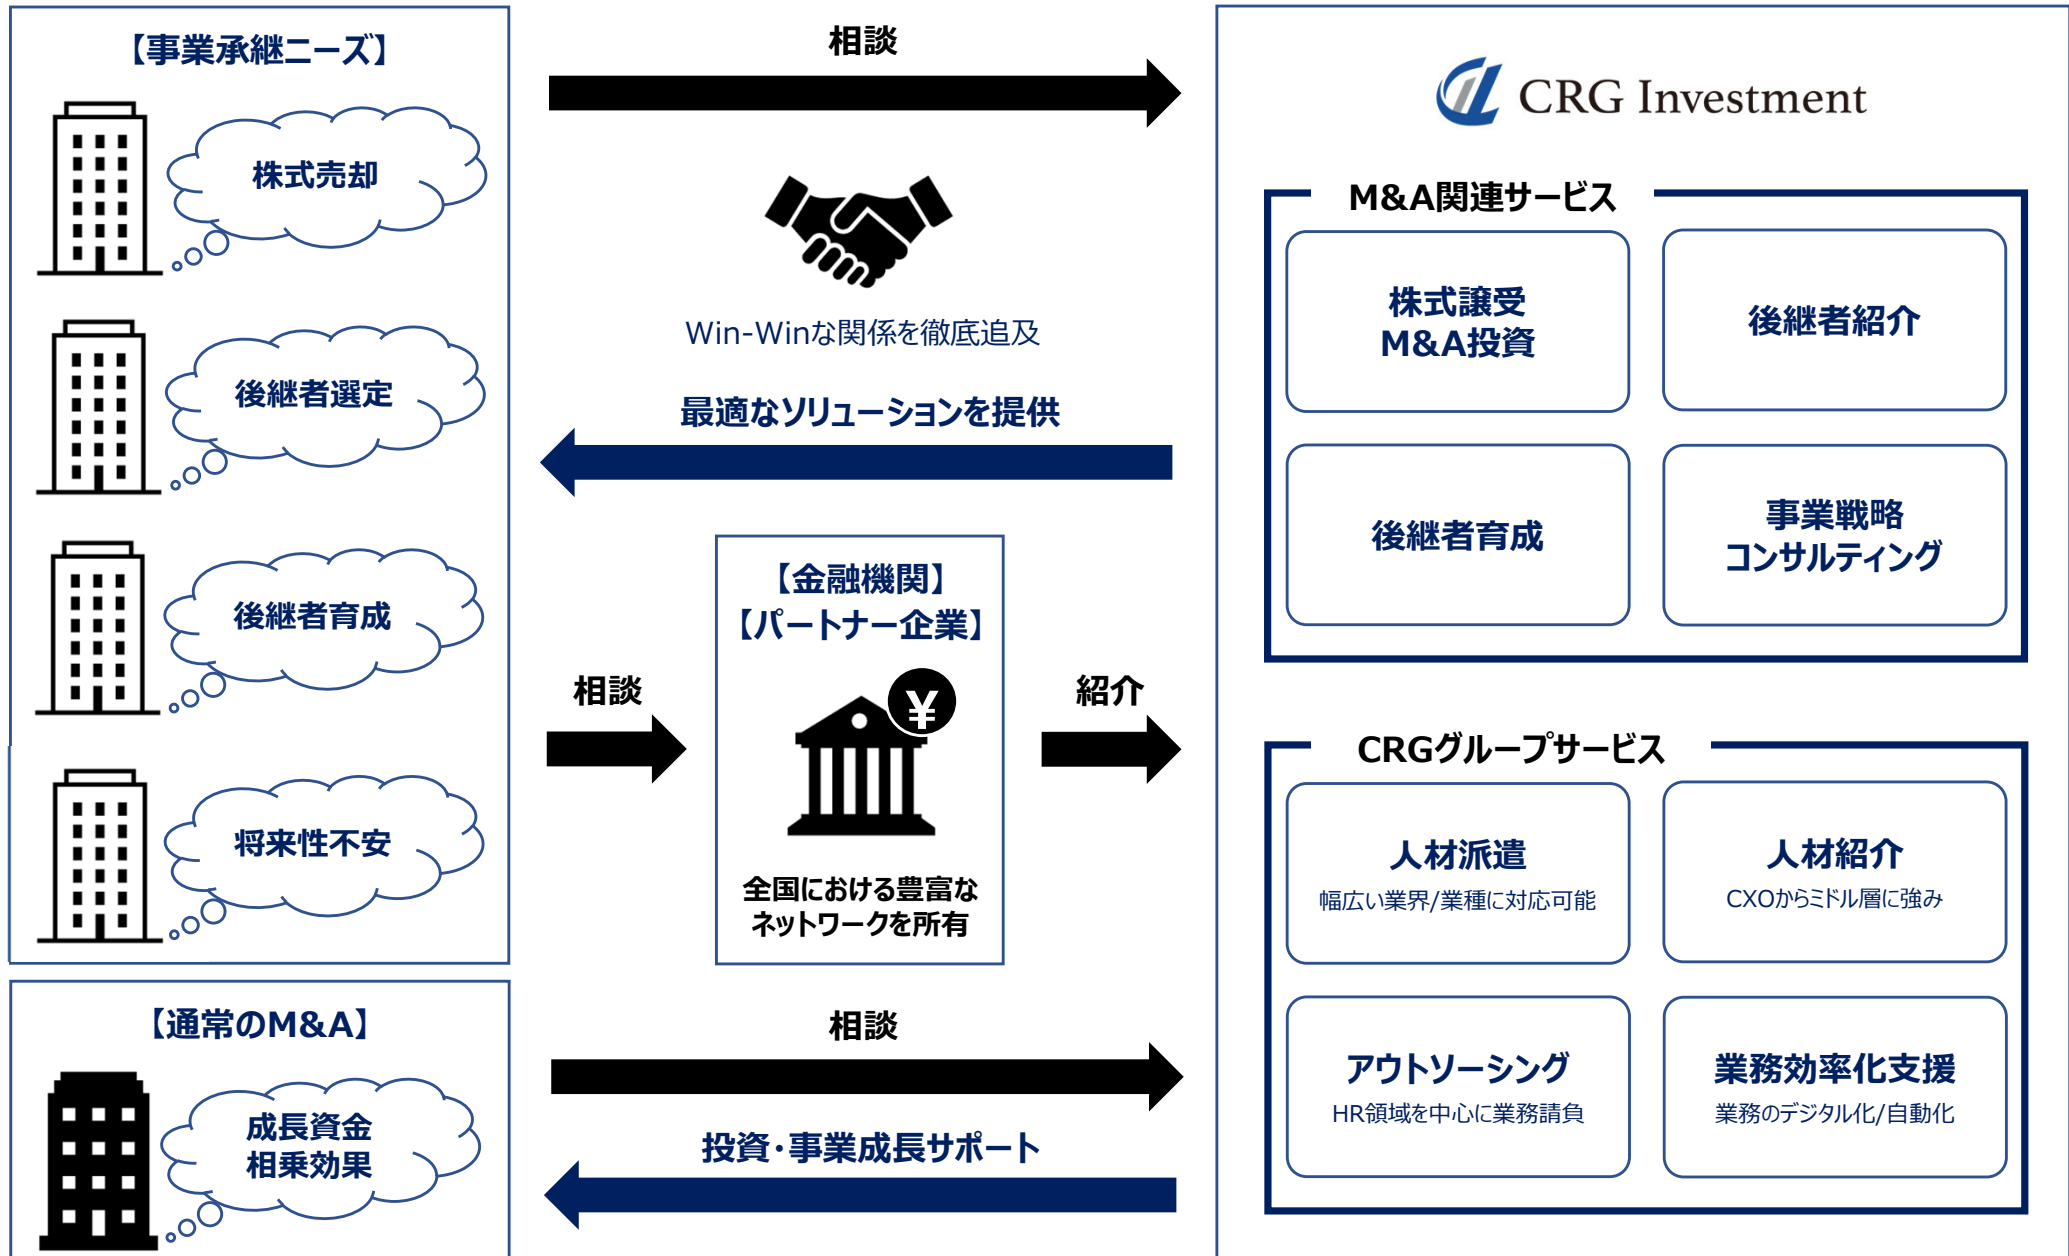 【事業承継ニーズ】
株式売却
後継者選定
後継者育成
将来性不安
【通常のM&A】
成長資金
相乗効果
相談
Win-Winな関係を徹底追及
最適なソリューションを提供
相談
【金融機関】
【パートナー企業】
¥
全国における豊富な
ネットワークを所有
紹介
相談
投資・事業成長サポート
CRG Investment
M&A関連サービス
株式譲受
M&A投資
後継者紹介
後継者育成
事業戦略
コンサルティング
CRGグループサービス
人材派遣
幅広い業界/業種に対応可能
人材紹介
CXOからミドル層に強み
アウトソーシング
HR領域を中心に業務請負
業務効率化支援
業務のデジタル化/自動化